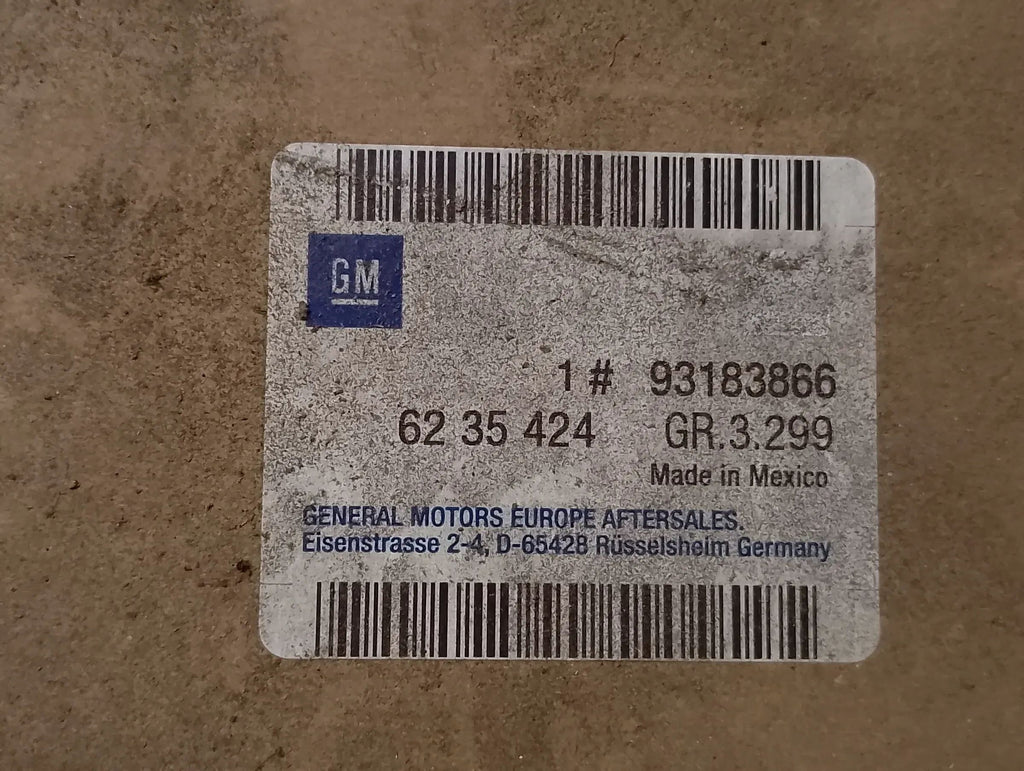 GM
1 # 93183866
62 35 424 GR.3.299
Made in Mexico
GENERAL MOTORS EUROPE AFTERSALES.
Eisenstrasse 2-4, D-65428 Rüsselsheim Germany